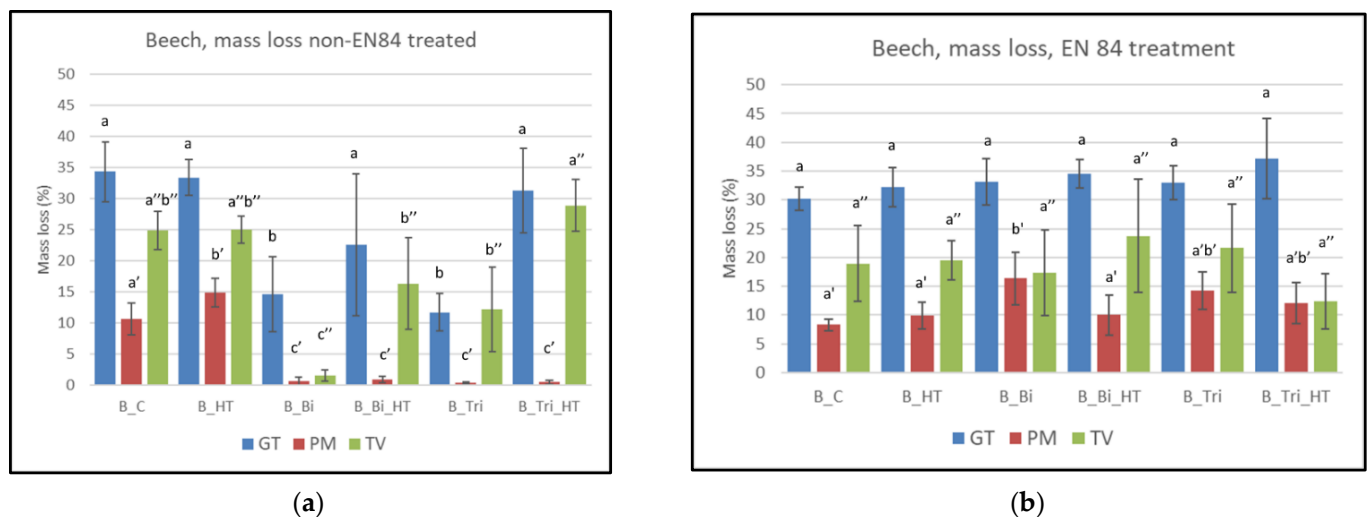 Beech, mass loss non-EN84 treated
Mass loss (%)
50
45
40
35
30
25
20
15
10
5
0
a
a' 
a’’b’’
a
b’
a’’b’’
b
c’
c’’
a
c’
b’’
b
c’
b’’
a
c’
a’’
B_C B_HT B_Bi B_Bi_HT B_Tri B_Tri_HT
GT PM TV
(a)
Beech, mass loss, EN 84 treatment
Mass loss (%)
50
45
40
35
30
25
20
15
10
5
0
a
a'
a’’
a
a'
a’’
a
b'
a’’
a
a'
a’’
a
a’b’
a’’
a
a’b’
a’’
B_C B_HT B_Bi B_Bi_HT B_Tri B_Tri_HT
GT PM TV
(b)